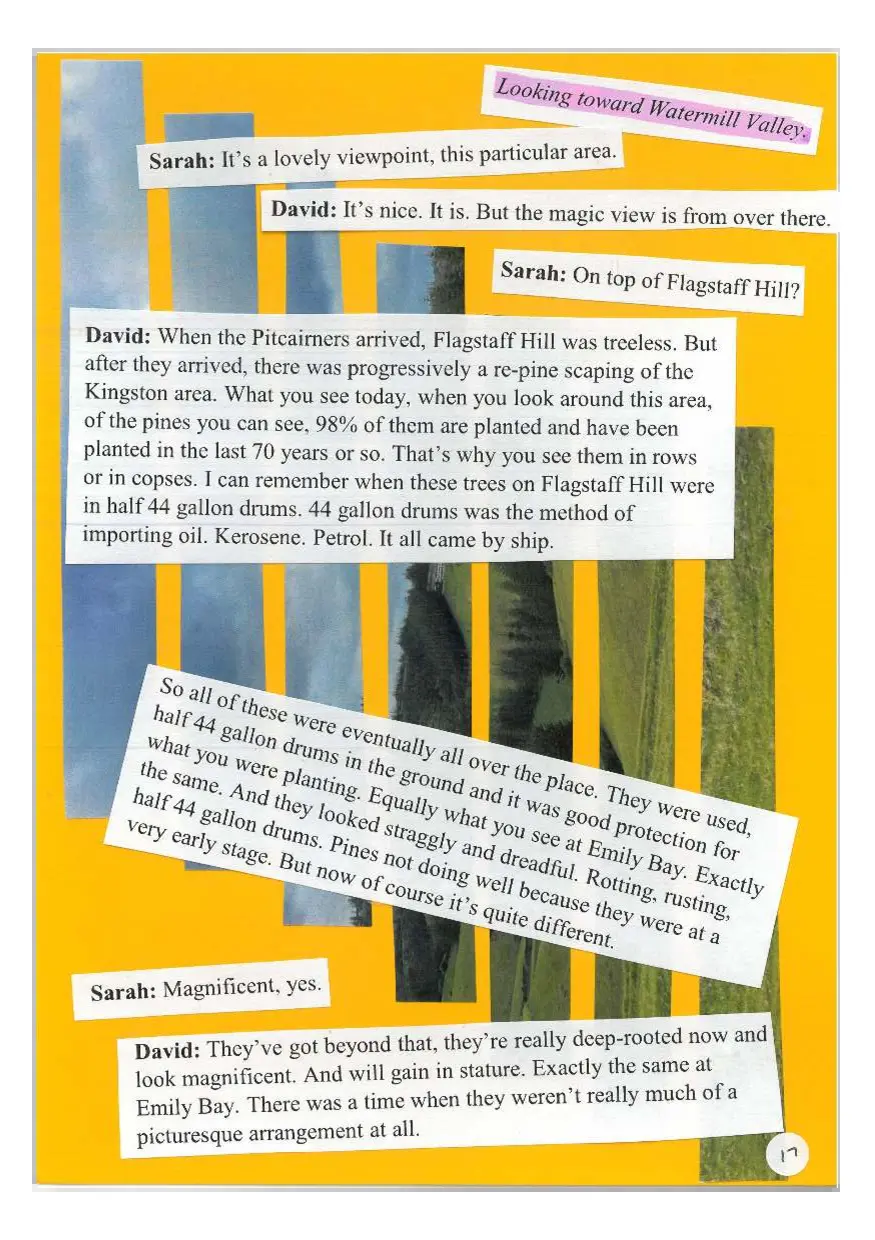 Looking toward Watermill Valley.
Sarah: It's a lovely viewpoint, this particular area.
David: It's nice. It is. But the magic view is from over there.
Sarah: On top of Flagstaff Hill?
David: When the Pitcairners arrived, Flagstaff Hill was treeless. But
after they arrived, there was progressively a re-pine scaping of the
Kingston area. What you see today, when you look around this area,
of the pines you can see, 98% of them are planted and have been
planted in the last 70 years or so. That's why you see them in rows
or in copses. I can remember when these trees on Flagstaff Hill were
in half 44 gallon drums. 44 gallon drums was the method of
importing oil. Kerosene. Petrol. It all came by ship.
So all of these were eventually all over the place. They were used,
half 44 gallon drums in the ground and it was good protection for
what you were planting. Equally what you see at Emily Bay. Exactly
the same. And they looked straggly and dreadful. Rotting, rusting,
half 44 gallon drums. Pines not doing well because they were at a
very early stage. But now of course it's quite different.
Sarah: Magnificent, yes.
David: They've got beyond that, they're really deep-rooted now and
look magnificent. And will gain in stature. Exactly the same at
Emily Bay. There was a time when they weren't really much of a
picturesque arrangement at all.
17